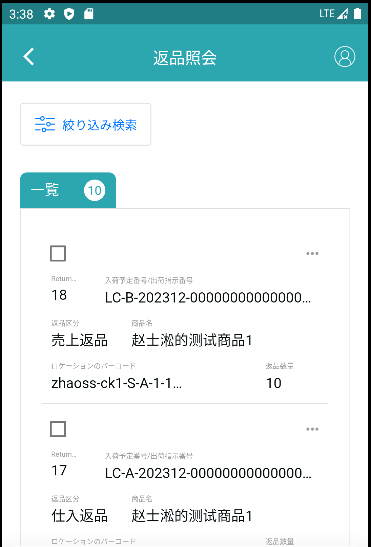 3:38 LTE
返品照会
絞り込み検索
一覧 10
Return... 入荷予定番号/出荷指示番号
18 LC-B-202312-00000000000000...
返品区分 商品名
売上返品 赵士淞的测试商品1
ロケーションのバーコード 返品数量
zhaoss-ck1-S-A-1-1... 10
Return... 入荷予定番号/出荷指示番号
17 LC-A-202312-00000000000000...
返品区分 商品名
仕入返品 赵士淞的测试商品1
ロケーションのバーコード 返品数量